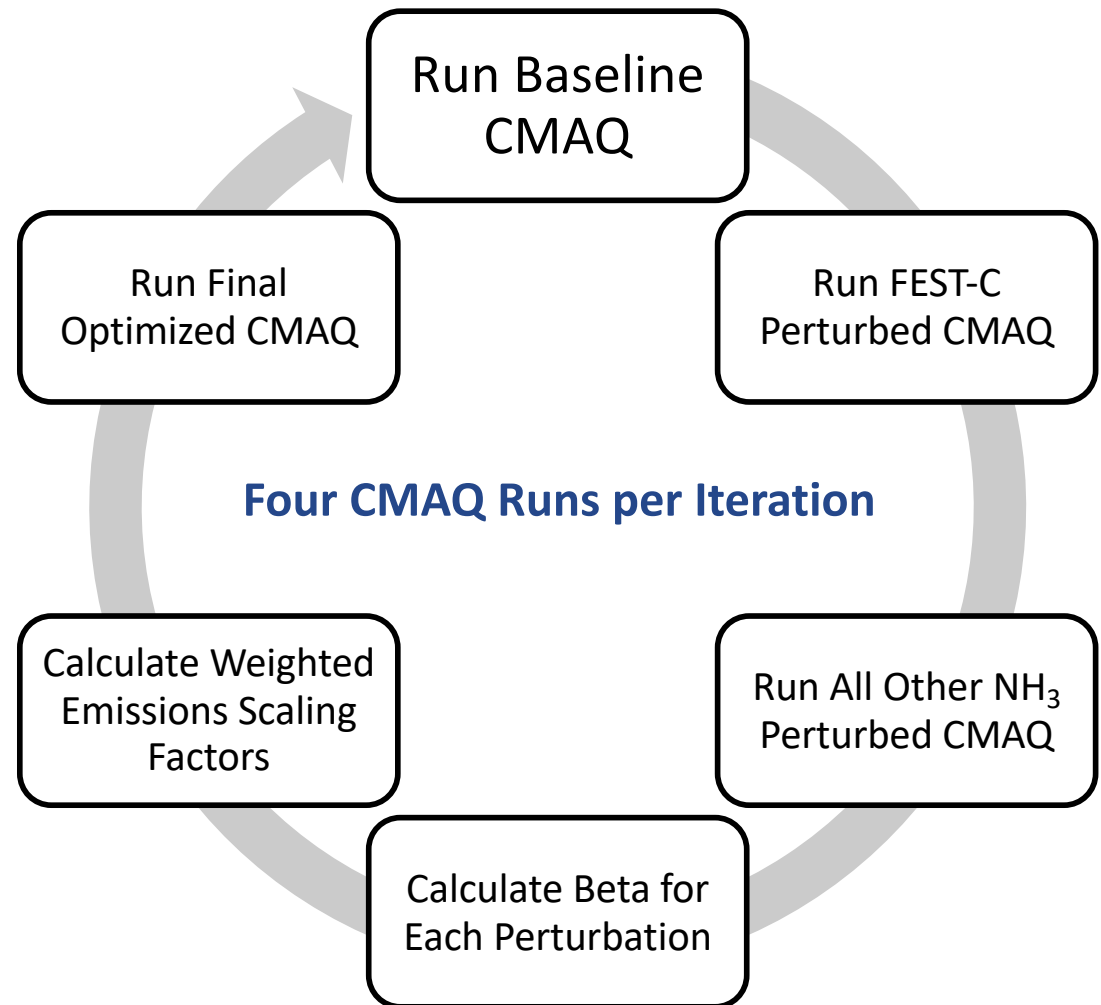 Run Baseline
CMAQ
Run FEST-C
Perturbed CMAQ
Run All Other NH₃
Perturbed CMAQ
Calculate Beta for
Each Perturbation
Calculate Weighted
Emissions Scaling
Factors
Run Final
Optimized CMAQ
Four CMAQ Runs per Iteration